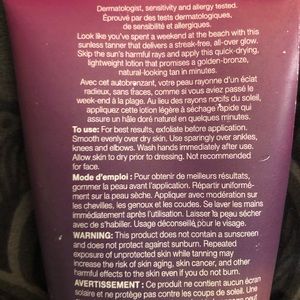 Dermatologist, sensitivity and allergy tested.
Éprouvé par des tests dermatologiques,
de sensibilité et allergiques.
Look like you've spent a weekend at the beach with this
sunless tanner that delivers a streak-free, all-over glow.
Skip the sun's harmful rays and apply this quick-drying,
lightweight lotion that provides a golden-bronze,
natural-looking tan in minutes.
Avec cet autobronzant, votre peau rayonne d'un éclat
radieux, sans traces, comme si vous aviez passé le
week-end à la plage. Au lieu des rayons nocifs du soleil,
appliquez cette lotion légère à séchage rapide qui
assure un hâle doré naturel en quelques minutes.
To use: For best results, exfoliate before application.
Smooth evenly over dry skin. Use sparingly over ankles,
knees and elbows. Wash hands immediately after use.
Allow skin to dry prior to dressing. Not recommended
for face.
Mode d'emploi : Pour obtenir de meilleurs résultats,
gommer la peau avant l'application. Répartir uniformé-
ment sur la peau sèche. Appliquer avec modération sur
les chevilles, les genoux et les coudes. Se laver les mains
immédiatement après l'utilisation. Laisser la peau sécher
avant de s'habiller. Usage déconseillé pour le visage.
WARNING: This product does not contain a sunscreen
and does not protect against sunburn. Repeated
exposure of unprotected skin while tanning may
increase the risk of skin aging, skin cancer, and other
harmful effects to the skin even if you do not burn.
AVERTISSEMENT : Ce produit ne contient aucun écran
solaire et ne protège pas contre les coups de soleil. Une